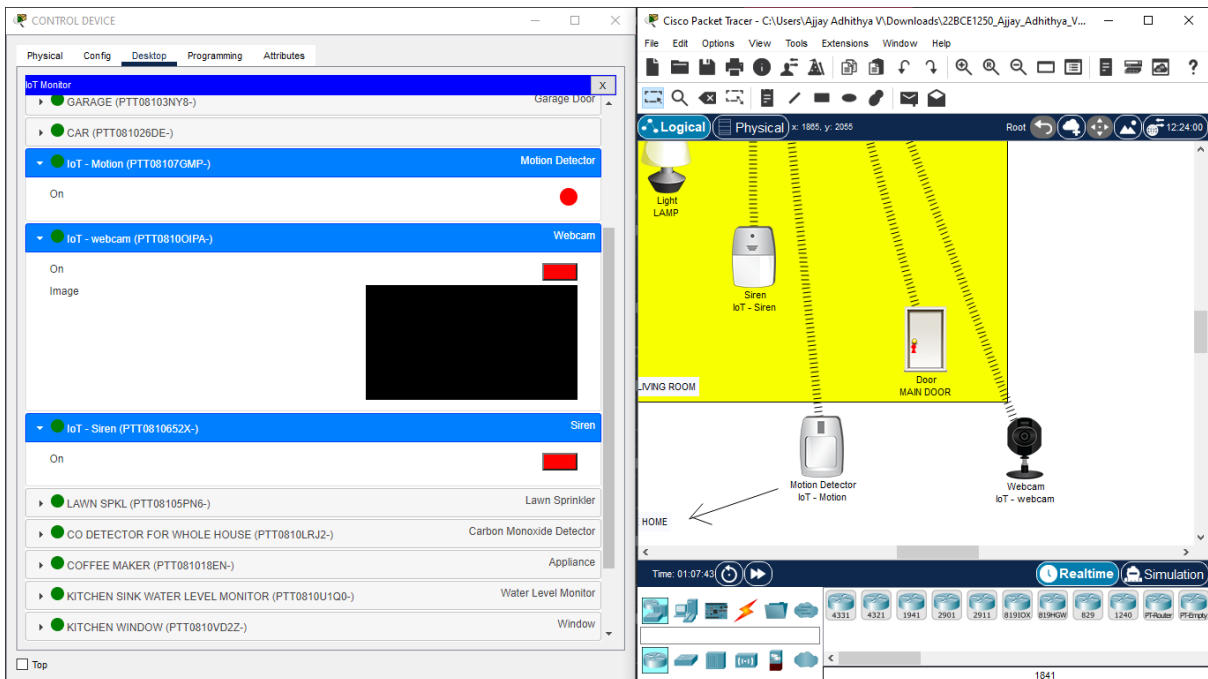 CONTROL DEVICE
Physical Config Desktop Programming Attributes
IoT Monitor X
GARAGE (PTT08103NY8-) Garage Door
CAR (PTT081026DE-)
IoT - Motion (PTT08107GMP-) Motion Detector
On
IoT - webcam (PTT0810OIPA-) Webcam
On
Image
IoT - Siren (PTT0810652X-) Siren
On
LAWN SPKL (PTT08105PN6-) Lawn Sprinkler
CO DETECTOR FOR WHOLE HOUSE (PTT0810LRJ2-) Carbon Monoxide Detector
COFFEE MAKER (PTT081018EN-) Appliance
KITCHEN SINK WATER LEVEL MONITOR (PTT0810U1Q0-) Water Level Monitor
KITCHEN WINDOW (PTT0810VD2Z-) Window
Top
Cisco Packet Tracer - C:\Users\Ajjay Adhithya V\Downloads\22BCE1250_Ajjay_Adhithya_V...
File Edit Options View Tools Extensions Window Help
Logical Physical x: 1865, y: 2055 Root 12:24:00
Light
LAMP
Siren
IoT - Siren
Door
MAIN DOOR
LIVING ROOM
Motion Detector
IoT - Motion
Webcam
IoT - webcam
HOME
Time: 01:07:43 Realtime Simulation
4331 4321 1941 2901 2911 819IOX 819HGW 829 1240 PT-Router PT-Empty
1841